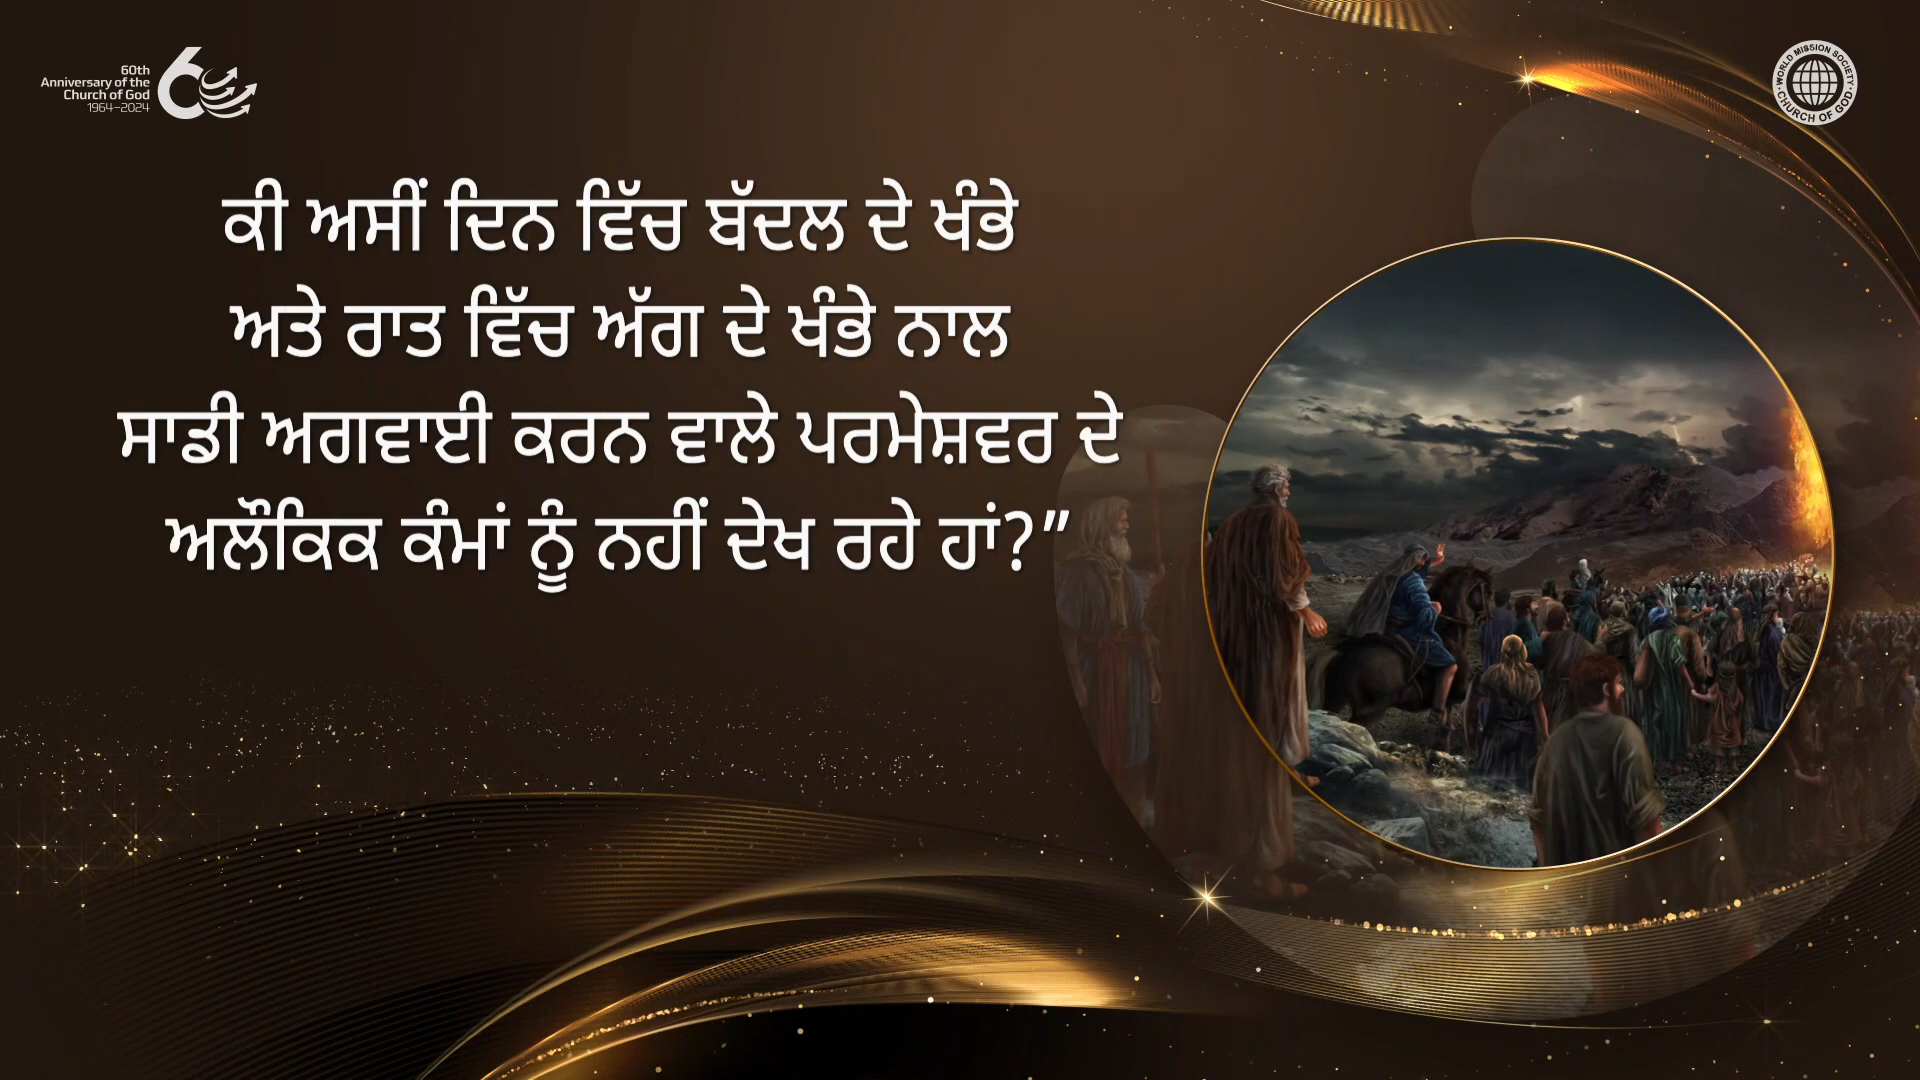 60th
Anniversary of the
Church of God
1964–2024
60
WORLD MISSION SOCIETY
CHURCH OF GOD
ਕੀ ਅਸੀਂ ਦਿਨ ਵਿੱਚ ਬੱਦਲ ਦੇ ਖੰਭੇ
ਅਤੇ ਰਾਤ ਵਿੱਚ ਅੱਗ ਦੇ ਖੰਭੇ ਨਾਲ
ਸਾਡੀ ਅਗਵਾਈ ਕਰਨ ਵਾਲੇ ਪਰਮੇਸ਼ਵਰ ਦੇ
ਅਲੌਕਿਕ ਕੰਮਾਂ ਨੂੰ ਨਹੀਂ ਦੇਖ ਰਹੇ ਹਾਂ?”